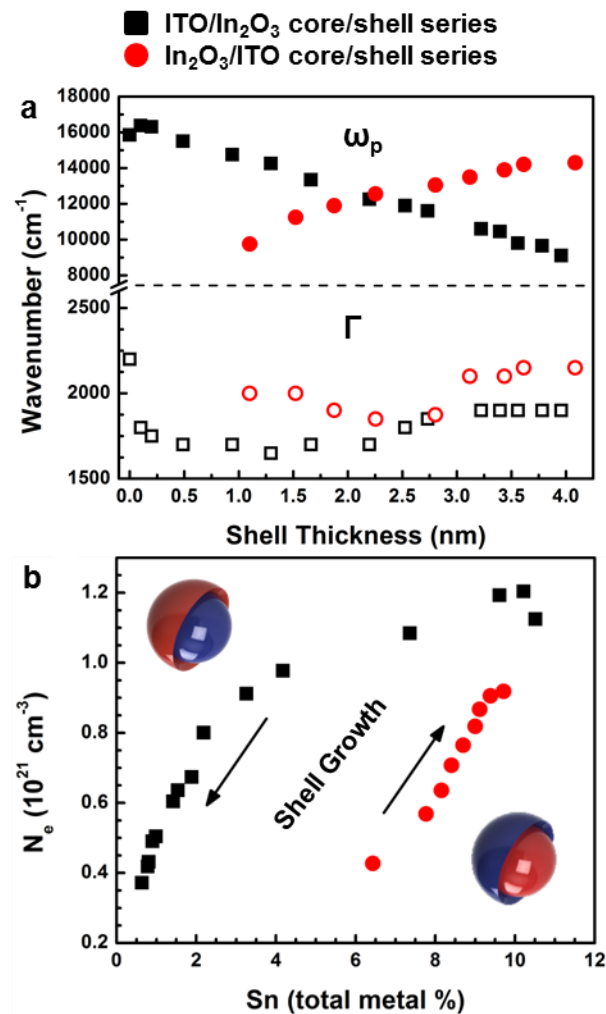 ITO/In₂O₃ core/shell series
In₂O₃/ITO core/shell series
a
18000
16000
14000
12000
10000
8000
2500
2000
1500
ωp
Γ
Wavenumber (cm⁻¹)
0.0 0.5 1.0 1.5 2.0 2.5 3.0 3.5 4.0
Shell Thickness (nm)
b
1.2
1.0
0.8
0.6
0.4
0.2
Nₑ (10²¹ cm⁻³)
Shell Growth
0 2 4 6 8 10 12
Sn (total metal %)